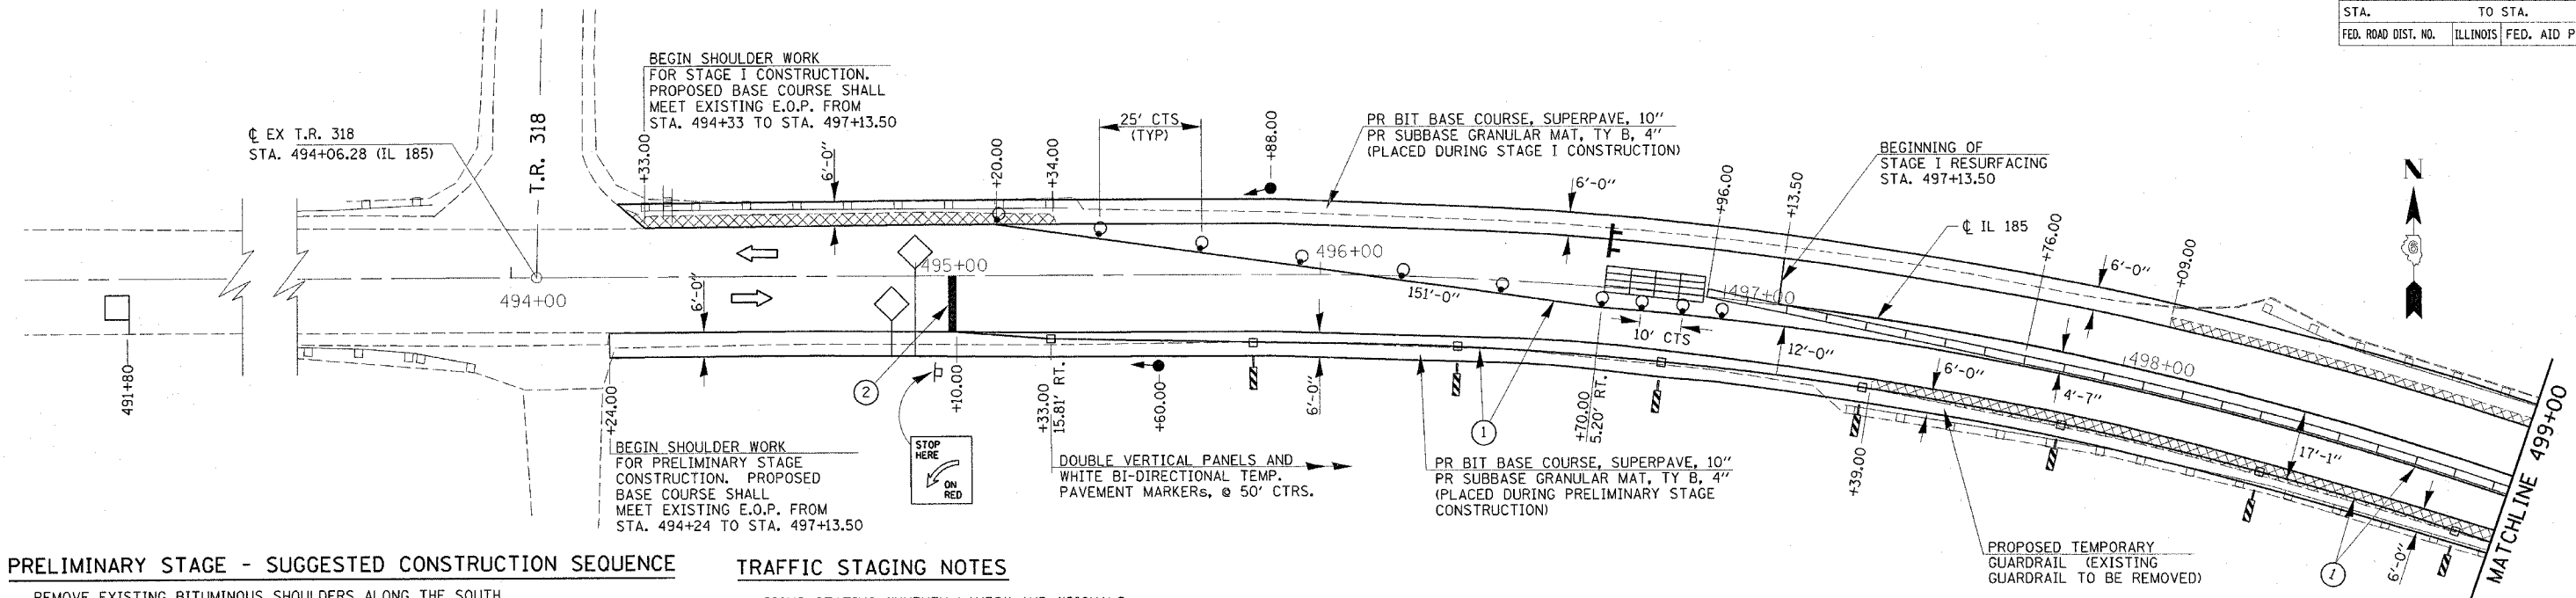 STA. TO STA.
FED. ROAD DIST. NO. ILLINOIS FED. AID P
BEGIN SHOULDER WORK
FOR STAGE I CONSTRUCTION.
PROPOSED BASE COURSE SHALL
MEET EXISTING E.O.P. FROM
STA. 494+33 TO STA. 497+13.50
℄ EX T.R. 318
STA. 494+06.28 (IL 185)
T.R. 318
+33.00
6'-0"
+20.00
+34.00
25' CTS
(TYP)
+88.00
PR BIT BASE COURSE, SUPERPAVE, 10"
PR SUBBASE GRANULAR MAT, TY B, 4"
(PLACED DURING STAGE I CONSTRUCTION)
6'-0"
BEGINNING OF
STAGE I RESURFACING
STA. 497+13.50
+96.00
+13.50
℄ IL 185
+76.00
6'-0"
+09.00
N
494+00
495+00
496+00
497+00
498+00
6'-0"
151'-0"
10' CTS
12'-0"
6'-0"
4'-7"
17'-1"
6'-0"
491+80
+24.00
2
+10.00
+33.00
15.81' RT.
+60.00
6'-0"
1
+70.00
5.20' RT.
+39.00
1
MATCHLINE 499+00
STOP
HERE
ON
RED
BEGIN SHOULDER WORK
FOR PRELIMINARY STAGE
CONSTRUCTION. PROPOSED
BASE COURSE SHALL
MEET EXISTING E.O.P. FROM
STA. 494+24 TO STA. 497+13.50
DOUBLE VERTICAL PANELS AND
WHITE BI-DIRECTIONAL TEMP.
PAVEMENT MARKERs, @ 50' CTRS.
PR BIT BASE COURSE, SUPERPAVE, 10"
PR SUBBASE GRANULAR MAT, TY B, 4"
(PLACED DURING PRELIMINARY STAGE
CONSTRUCTION)
PROPOSED TEMPORARY
GUARDRAIL (EXISTING
GUARDRAIL TO BE REMOVED)
PRELIMINARY STAGE - SUGGESTED CONSTRUCTION SEQUENCE
TRAFFIC STAGING NOTES
REMOVE EXISTING BITUMINOUS SHOULDERS ALONG THE SOUTH